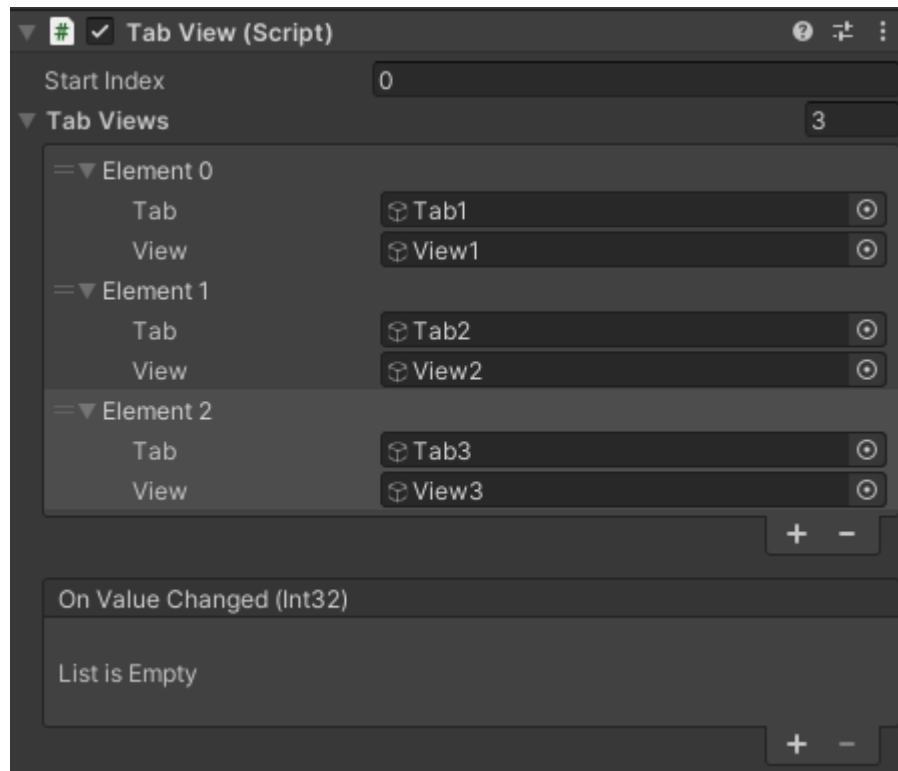 Tab View (Script)
Start Index 0
Tab Views 3
Element 0
Tab Tab1
View View1
Element 1
Tab Tab2
View View2
Element 2
Tab Tab3
View View3
On Value Changed (Int32)
List is Empty